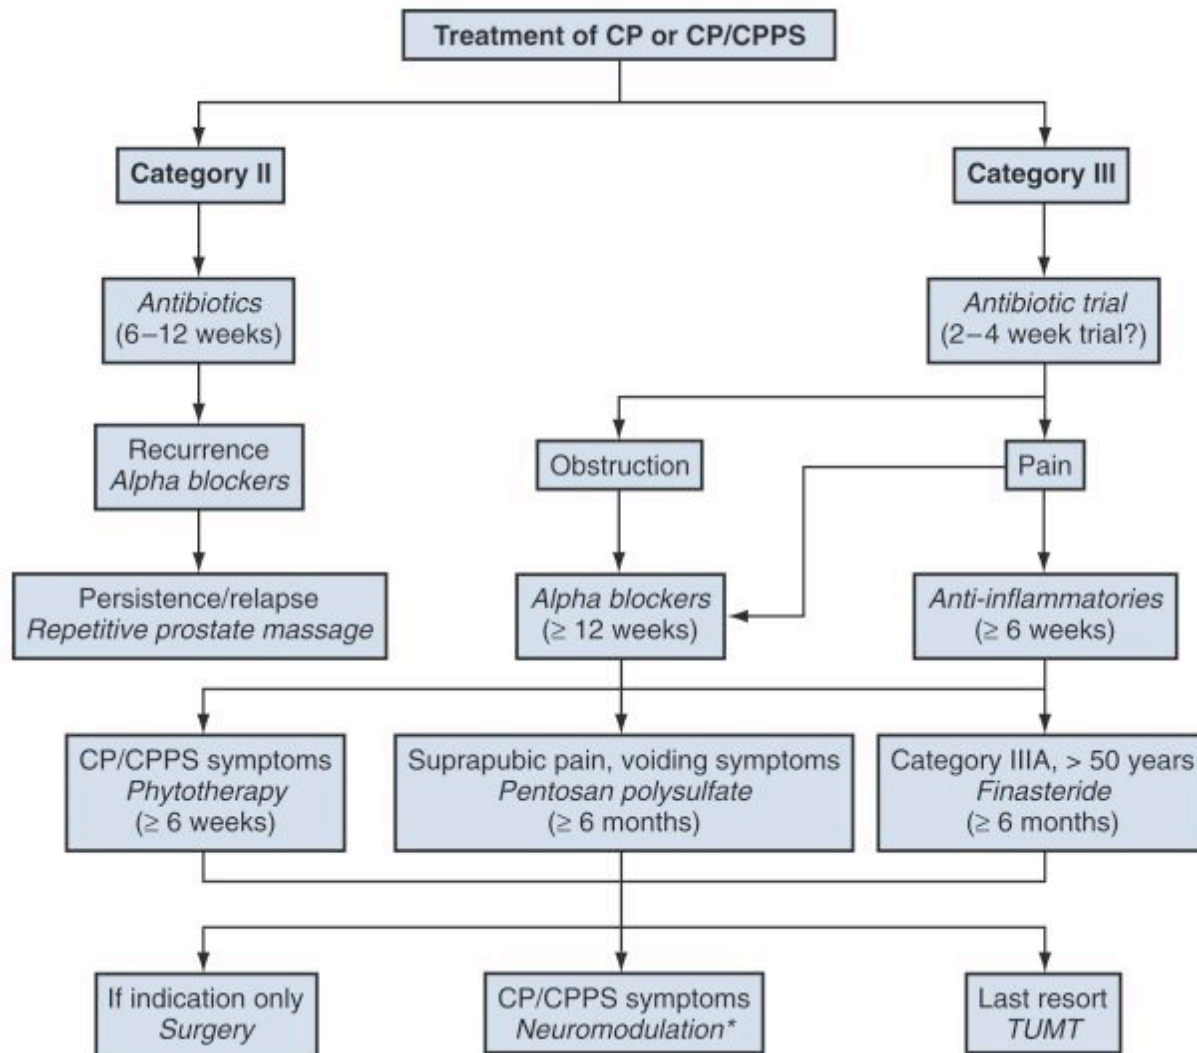 Treatment of CP or CP/CPPS
Category II
Category III
Antibiotics
(6–12 weeks)
Antibiotic trial
(2–4 week trial?)
Recurrence
Alpha blockers
Obstruction
Pain
Persistence/relapse
Repetitive prostate massage
Alpha blockers
(≥ 12 weeks)
Anti-inflammatories
(≥ 6 weeks)
CP/CPPS symptoms
Phytotherapy
(≥ 6 weeks)
Suprapubic pain, voiding symptoms
Pentosan polysulfate
(≥ 6 months)
Category IIIA, > 50 years
Finasteride
(≥ 6 months)
If indication only
Surgery
CP/CPPS symptoms
Neuromodulation*
Last resort
TUMT